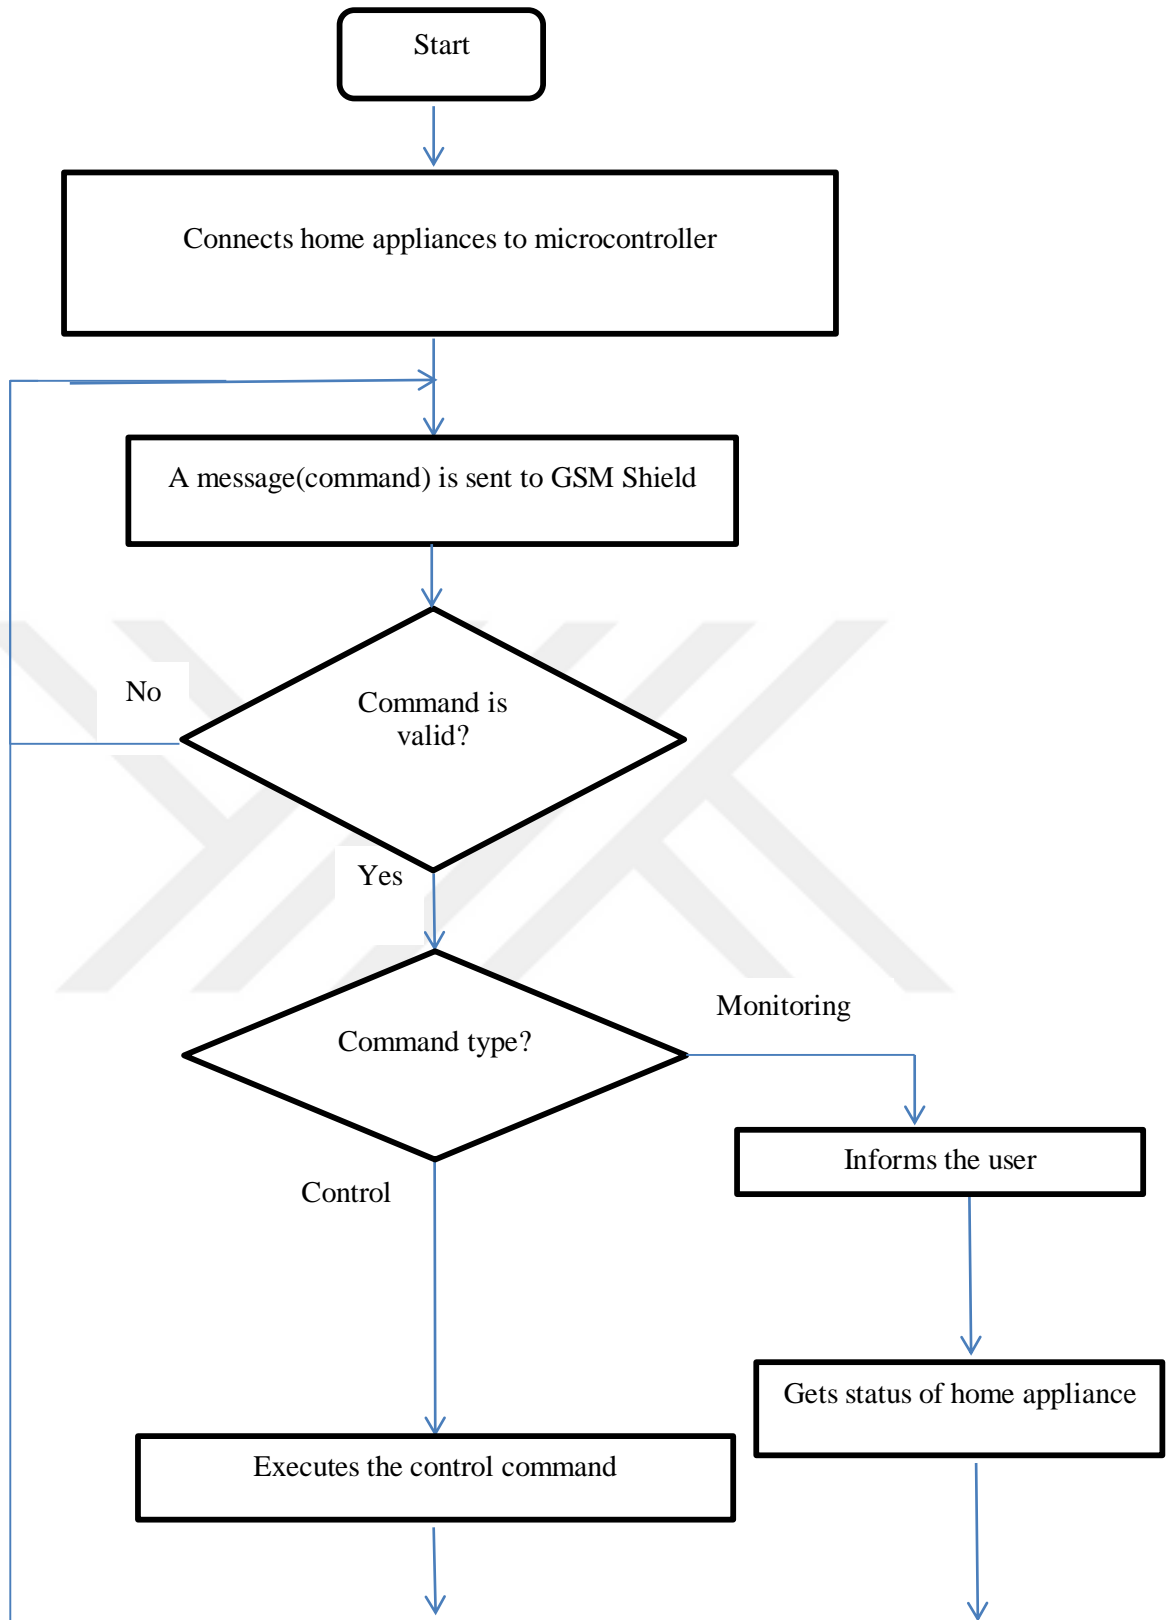 Start
Connects home appliances to microcontroller
A message(command) is sent to GSM Shield
No
Command is
valid?
Yes
Monitoring
Command type?
Informs the user
Control
Gets status of home appliance
Executes the control command